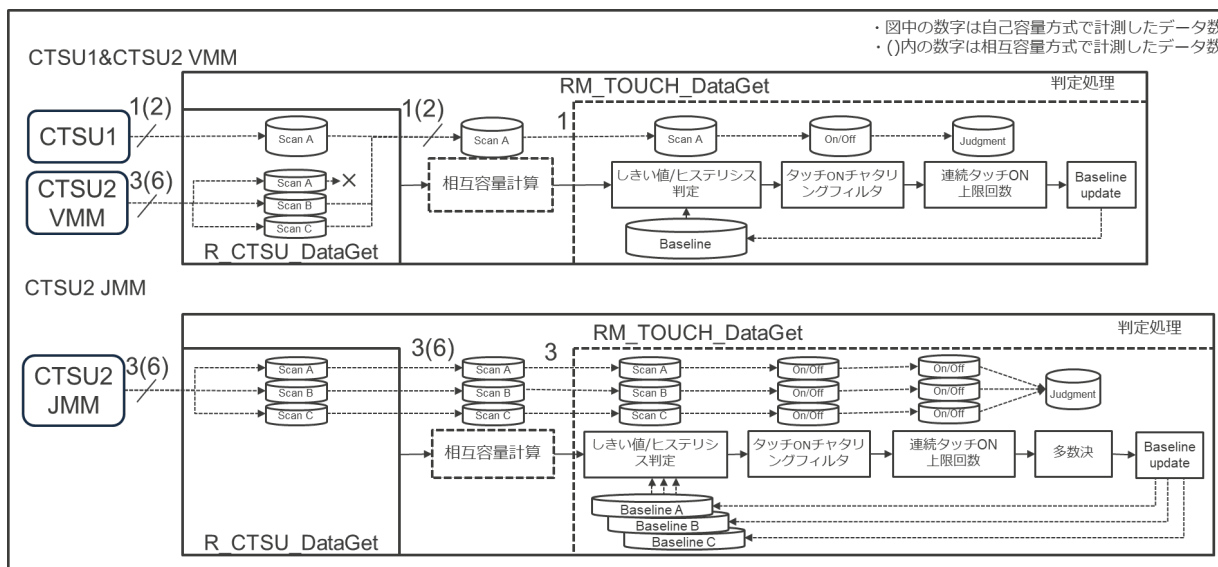 ・図中の数字は自己容量方式で計測したデータ数
・()内の数字は相互容量方式で計測したデータ数
CTSU1&CTSU2 VMM
RM_TOUCH_DataGet
判定処理
CTSU1
1(2)
Scan A
1(2)
Scan A
1
Scan A
On/Off
Judgment
CTSU2
VMM
3(6)
Scan A
×
Scan B
Scan C
R_CTSU_DataGet
相互容量計算
しきい値/ヒステリシス
判定
タッチONチャタリ
ングフィルタ
連続タッチON
上限回数
Baseline
update
Baseline
CTSU2 JMM
RM_TOUCH_DataGet
判定処理
CTSU2
JMM
3(6)
Scan A
Scan B
Scan C
3(6)
Scan A
Scan B
Scan C
3
Scan A
Scan B
Scan C
On/Off
On/Off
On/Off
On/Off
On/Off
On/Off
Judgment
相互容量計算
しきい値/ヒステリシ
ス判定
タッチONチャタリ
ングフィルタ
連続タッチON
上限回数
多数決
Baseline
update
Baseline A
Baseline B
Baseline C
R_CTSU_DataGet